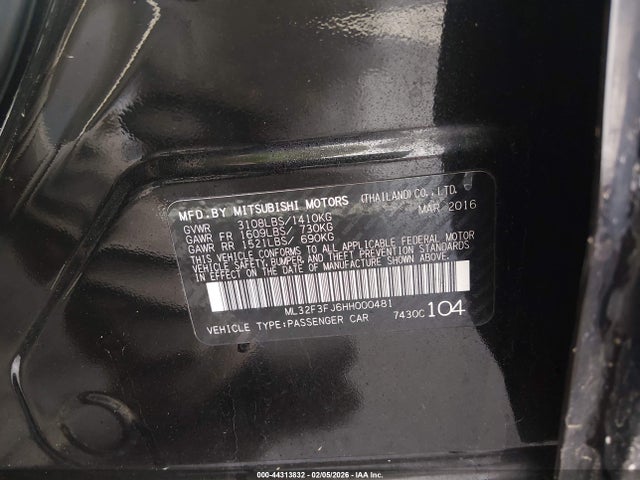 MFD.BY MITSUBISHI MOTORS (THAILAND) CO.,LTD.
MAR 2016
GVWR 3108LBS/1410KG
GAWR FR 1609LBS/ 730KG
GAWR RR 1521LBS/ 690KG
THIS VEHICLE CONFORMS TO ALL APPLICABLE FEDERAL MOTOR
VEHICLE SAFETY,BUMPER,AND THEFT PREVENTION STANDARDS
IN EFFECT ON THE DATE OF MANUFACTURE SHOWN ABOVE.
ML32F3FJ6HH000481
VEHICLE TYPE:PASSENGER CAR 7430C 104
000-44313832 - 02/05/2026 - IAA Inc.